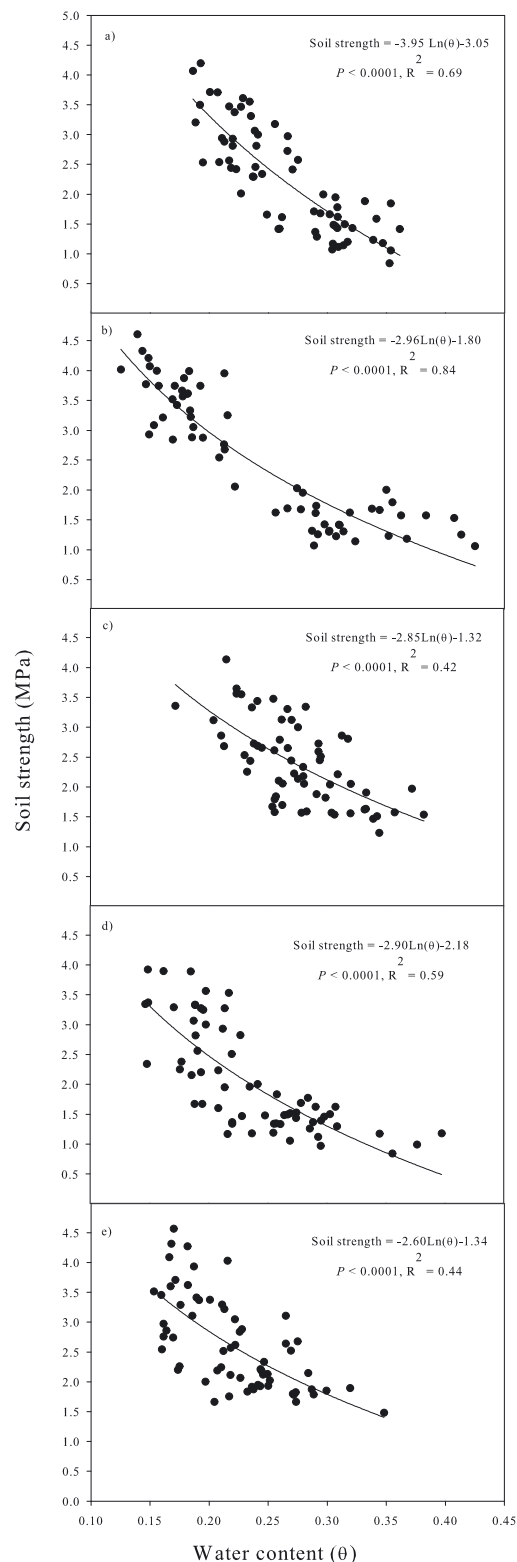 5.0
a)
Soil strength = -3.95 Ln(θ)-3.05
2
P < 0.0001, R = 0.69
4.5
4.0
3.5
3.0
2.5
2.0
1.5
1.0
0.5
b)
Soil strength = -2.96Ln(θ)-1.80
2
P < 0.0001, R = 0.84
4.5
4.0
3.5
3.0
2.5
2.0
1.5
1.0
0.5
c)
Soil strength = -2.85Ln(θ)-1.32
2
P < 0.0001, R = 0.42
4.5
4.0
3.5
3.0
2.5
2.0
1.5
1.0
0.5
Soil strength (MPa)
d)
Soil strength = -2.90Ln(θ)-2.18
2
P < 0.0001, R = 0.59
4.5
4.0
3.5
3.0
2.5
2.0
1.5
1.0
0.5
e)
Soil strength = -2.60Ln(θ)-1.34
2
P < 0.0001, R = 0.44
4.5
4.0
3.5
3.0
2.5
2.0
1.5
1.0
0.5
0.0
0.10 0.15 0.20 0.25 0.30 0.35 0.40 0.45
Water content (θ)